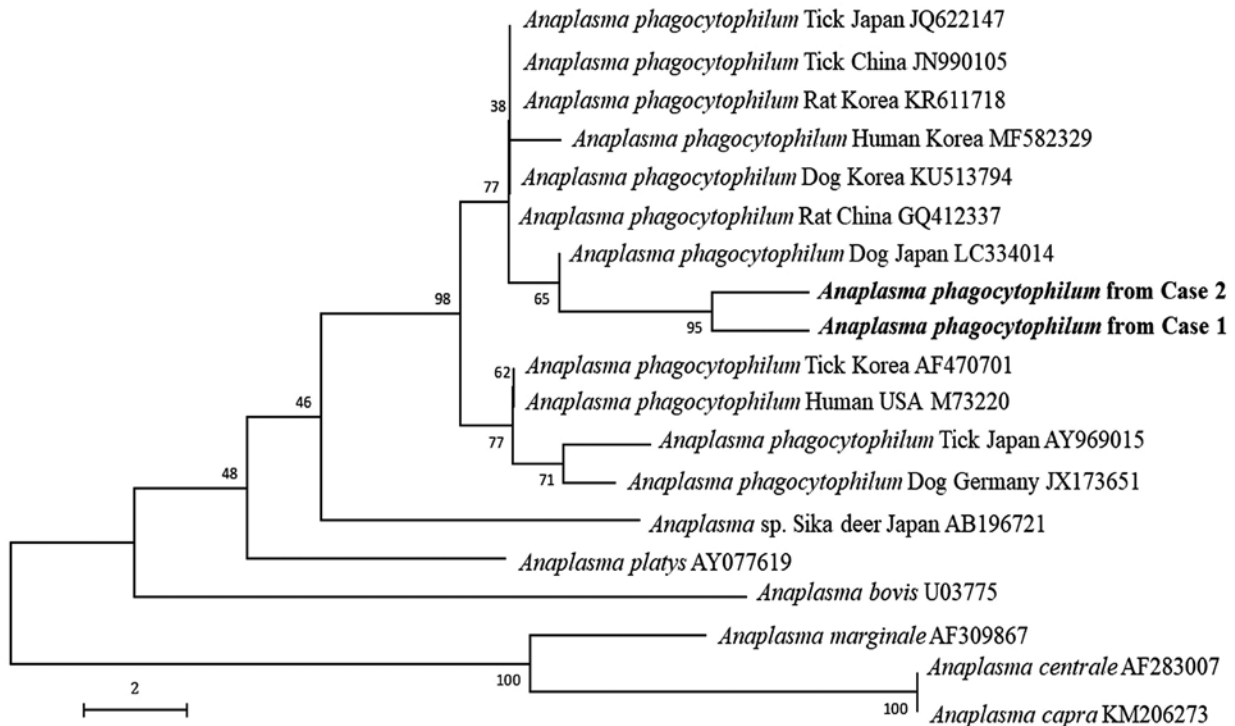 Anaplasma phagocytophilum Tick Japan JQ622147
Anaplasma phagocytophilum Tick China JN990105
38
Anaplasma phagocytophilum Rat Korea KR611718
Anaplasma phagocytophilum Human Korea MF582329
77
Anaplasma phagocytophilum Dog Korea KU513794
Anaplasma phagocytophilum Rat China GQ412337
Anaplasma phagocytophilum Dog Japan LC334014
98
65
Anaplasma phagocytophilum from Case 2
95
Anaplasma phagocytophilum from Case 1
62
Anaplasma phagocytophilum Tick Korea AF470701
46
Anaplasma phagocytophilum Human USA M73220
77
Anaplasma phagocytophilum Tick Japan AY969015
48
71
Anaplasma phagocytophilum Dog Germany JX173651
Anaplasma sp. Sika deer Japan AB196721
Anaplasma platys AY077619
Anaplasma bovis U03775
Anaplasma marginale AF309867
100
Anaplasma centrale AF283007
2
100
Anaplasma capra KM206273